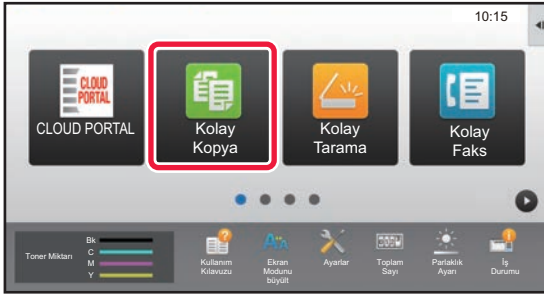 10:15
CLOUD
PORTAL
CLOUD PORTAL
Kolay
Kopya
Kolay
Tarama
Kolay
Faks
Toner Miktarı
Bk
C
M
Y
Kullanım
Kılavuzu
Ekran
Modunu
büyült
Ayarlar
Toplam
Sayı
Parlaklık
Ayarı
İş
Durumu